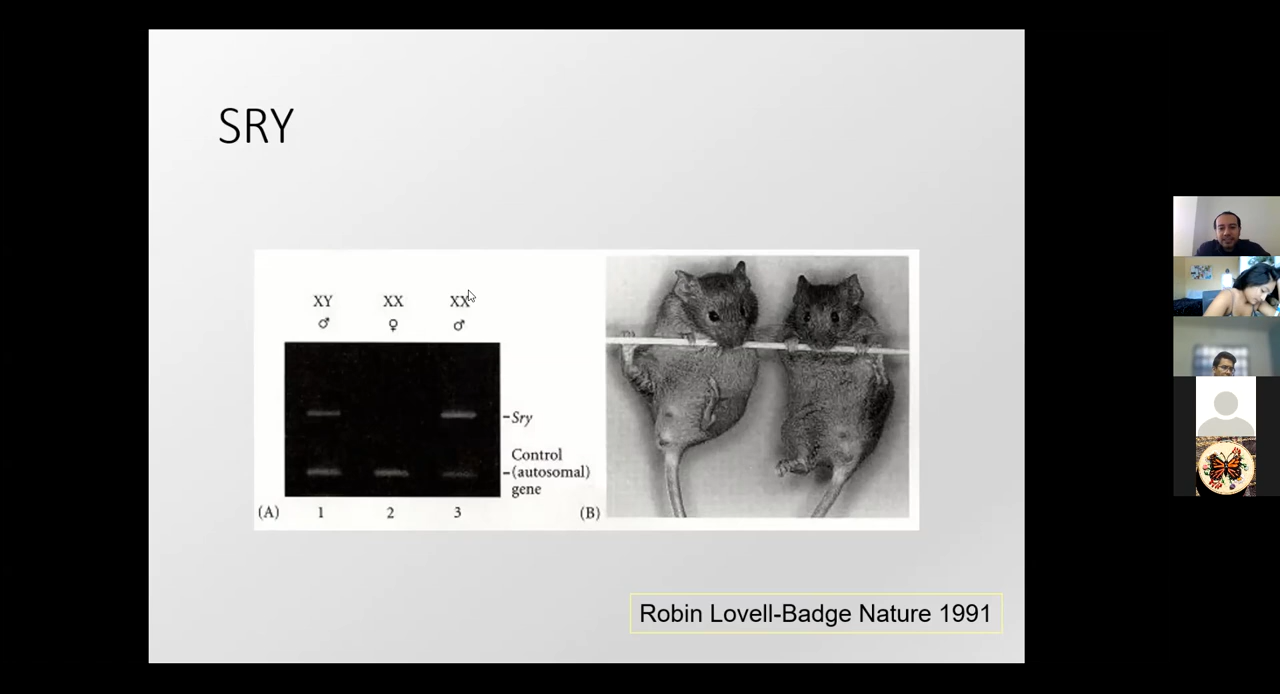 SRY
XY XX XX
♂ ♀ ♂
Sry
Control
(autosomal)
gene
(A) 1 2 3 (B)
Robin Lovell-Badge Nature 1991